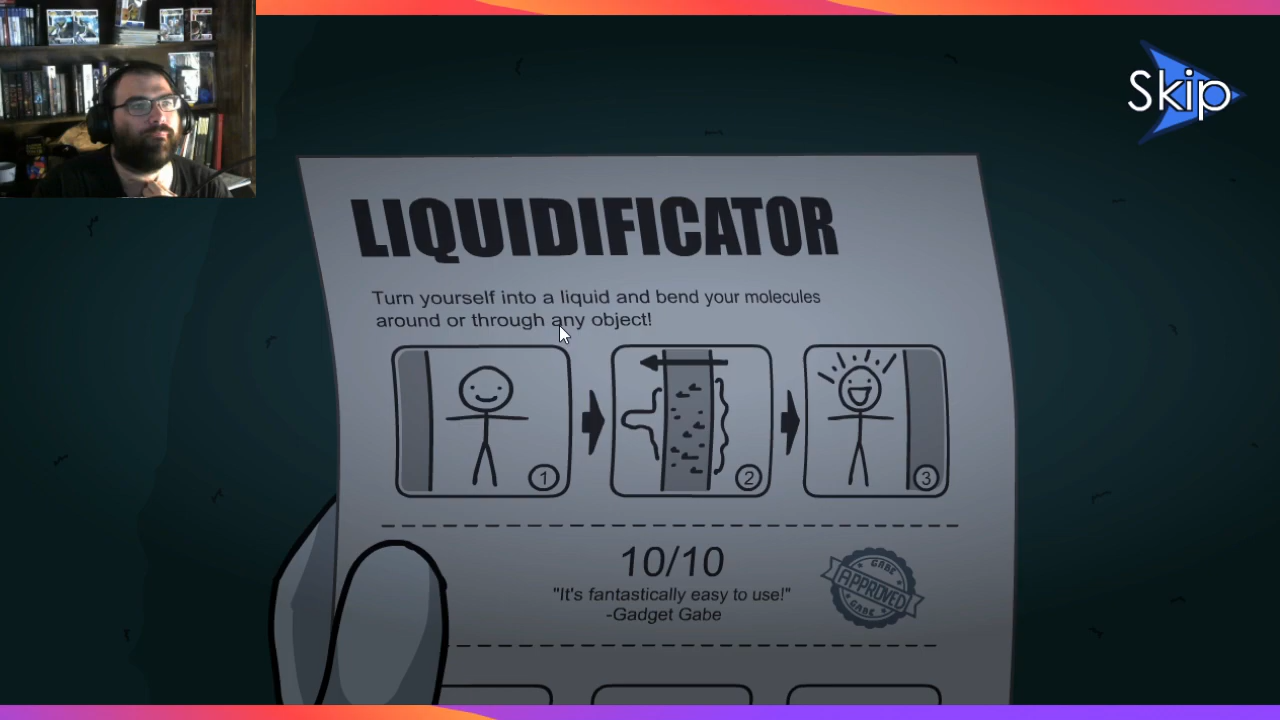 Skip
LIQUIDIFICATOR
Turn yourself into a liquid and bend your molecules
around or through any object!
1
2
3
10/10
"It's fantastically easy to use!"
-Gadget Gabe
GABE
APPROVED
GABE